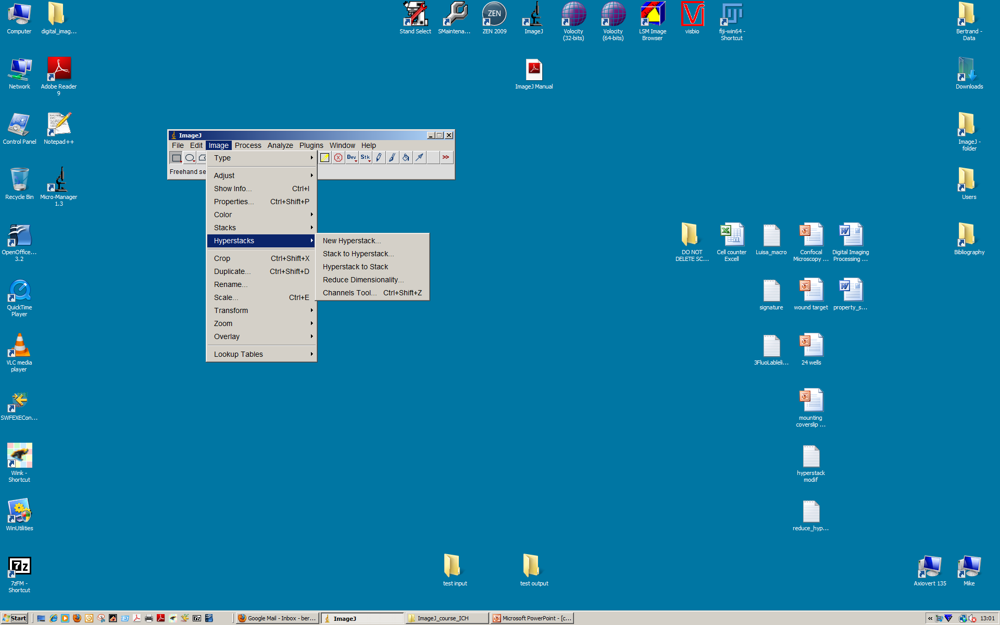 Computer
digital_imag...
Stand Select
SMaintena...
ZEN
ZEN 2009
ImageJ
Volocity
(32-bits)
Volocity
(64-bits)
LSM Image
Browser
visbio
fiji-win64 -
Shortcut
Bertrand -
Data
Network
Adobe Reader
9
ImageJ Manual
Downloads
Control Panel
Notepad++
ImageJ -
folder
ImageJ
File Edit Image Process Analyze Plugins Window Help
Dev Stk >>
Freehand se
Type
Adjust
Show Info... Ctrl+I
Properties... Ctrl+Shift+P
Color
Stacks
Hyperstacks
Crop Ctrl+Shift+X
Duplicate... Ctrl+Shift+D
Rename...
Scale... Ctrl+E
Transform
Zoom
Overlay
Lookup Tables
New Hyperstack...
Stack to Hyperstack...
Hyperstack to Stack
Reduce Dimensionality...
Channels Tool... Ctrl+Shift+Z
Recycle Bin
Micro-Manager
1.3
Users
OpenOffice...
3.2
DO NOT
DELETE SC...
Cell counter
Excell
Luisa_macro
Confocal
Microscopy ...
Digital Imaging
Processing ...
Bibliography
QuickTime
Player
signature
wound target
property_s...
VLC media
player
3FluoLableli...
24 wells
SWFEXECon...
mounting
coverslip ...
Wink -
Shortcut
hyperstack
modif
WinUtilities
reduce_hyp...
7z
7zFM -
Shortcut
test input
test output
Axiovert 135
Mike
Start
7z
Google Mail - Inbox - ber...
ImageJ
ImageJ_course_ICH
Microsoft PowerPoint - [c...
«
13:01